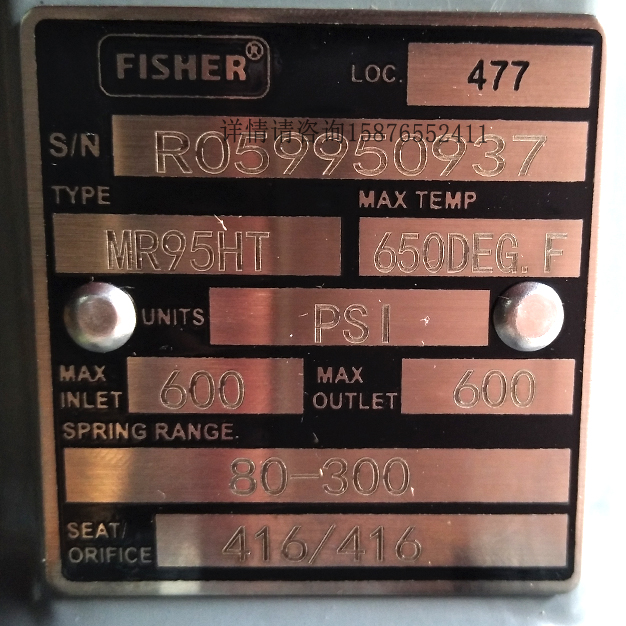 FISHER® LOC. 477
详情请咨询15876552411
S/N R059950937
TYPE MAX TEMP
MR95HT 650DEG. F
UNITS PSI
MAX INLET 600 MAX OUTLET 600
SPRING RANGE
80-300
SEAT/ORIFICE 416/416